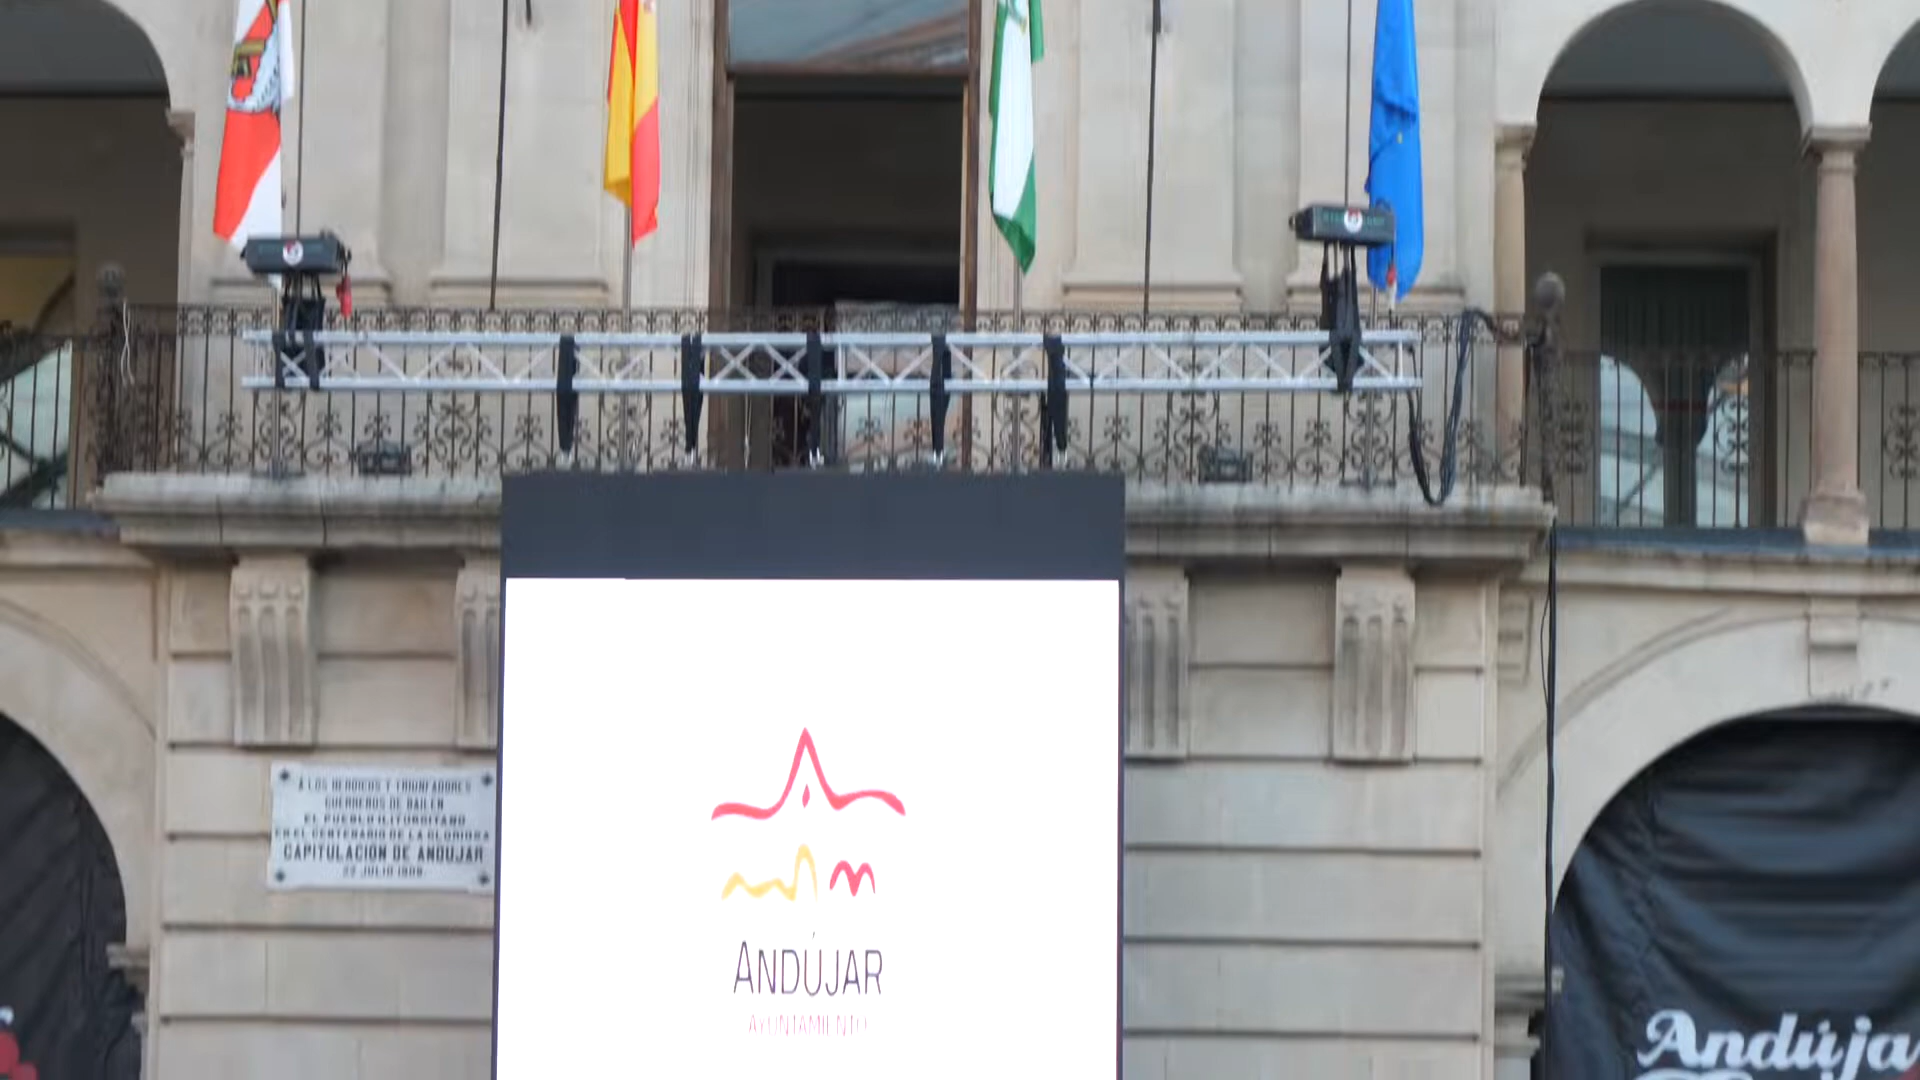 A LOS HEROICOS Y TRIUNFADORES
GUERREROS DE BAILEN
EL PUEBLO ILITURGITANO
EN EL CENTENARIO DE LA GLORIOSA
CAPITULACION DE ANDUJAR
22 JULIO 1909
ANDÚJAR
AYUNTAMIENTO
Andúja